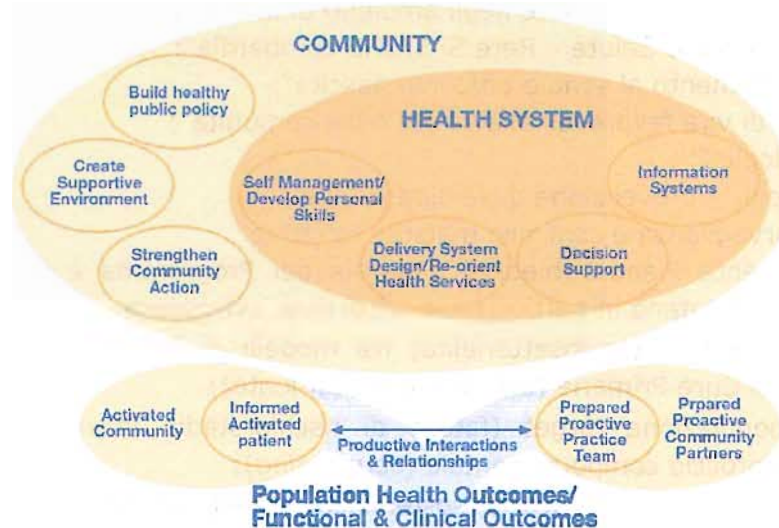 COMMUNITY
Build healthy
public policy
HEALTH SYSTEM
Create
Supportive
Environment
Self Management/
Develop Personal
Skills
Information
Systems
Strengthen
Community
Action
Delivery System
Design/Re-orient
Health Services
Decision
Support
Activated
Community
Informed
Activated
patient
Productive Interactions
& Relationships
Prepared
Proactive
Practice
Team
Prpared
Proactive
Community
Partners
Population Health Outcomes/
Functional & Clinical Outcomes